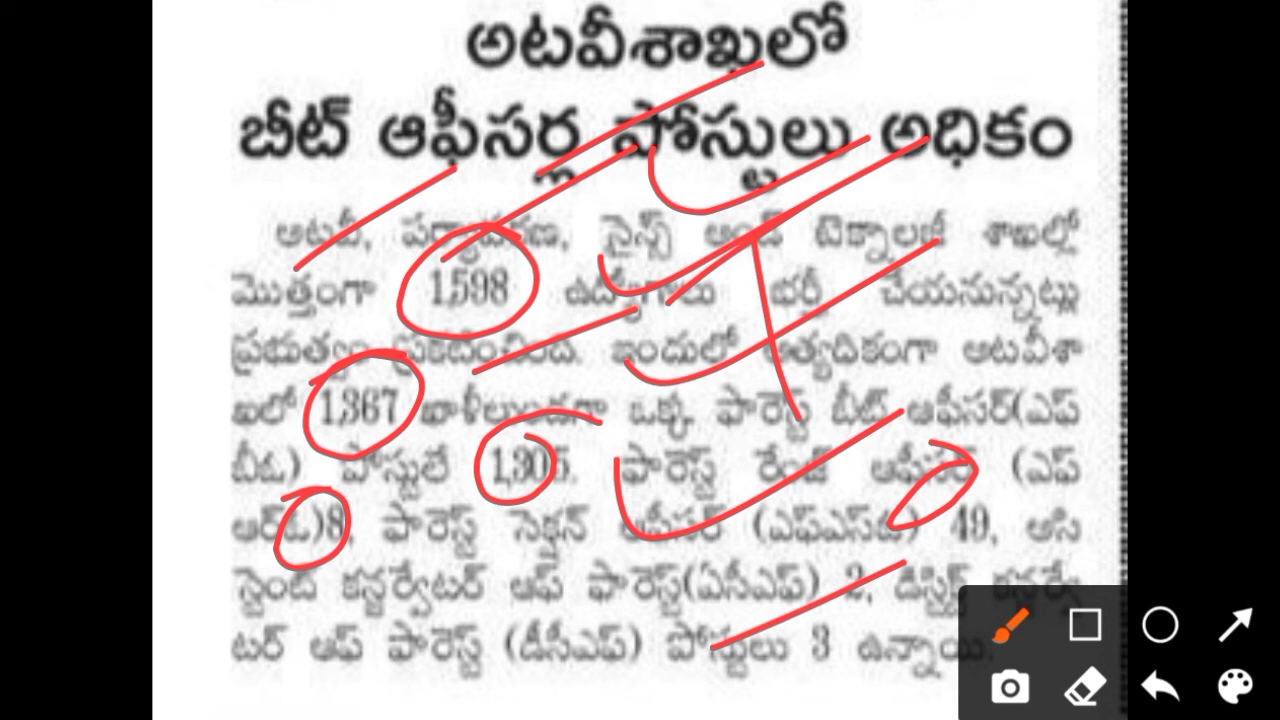 అటవీశాఖలో
బీట్ ఆఫీసర్ల పోస్టులు అధికం
అటవీ, పర్యావరణ, సైన్స్ అండ్ టెక్నాలజీ శాఖల్లో
మొత్తంగా 1,598 ఉద్యోగాలు భర్తీ చేయనున్నట్లు
ప్రభుత్వం ప్రకటించింది. ఇందులో అత్యధికంగా అటవీశా
ఖలో 1,367 ఖాళీలుండగా ఒక్క ఫారెస్ట్ బీట్ ఆఫీసర్(ఎఫ్
బీఓ) పోస్టులే 1,305. ఫారెస్ట్ రేంజ్ ఆఫీసర్ (ఎఫ్
ఆర్ఓ)8, ఫారెస్ట్ సెక్షన్ ఆఫీసర్ (ఎఫ్ఎస్ఓ) 49, అసి
స్టెంట్ కన్జర్వేటర్ ఆఫ్ ఫారెస్ట్(ఏసీఎఫ్) 2, డిస్ట్రిక్ట్ కన్జర్వే
టర్ ఆఫ్ ఫారెస్ట్ (డీసీఎఫ్) పోస్టులు 3 ఉన్నాయి.